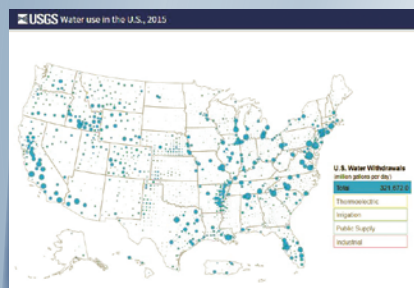 USGS Water use in the U.S., 2015
U.S. Water Withdrawals
(million gallons per day)
Total 321,672.0
Thermoelectric
Irrigation
Public Supply
Industrial